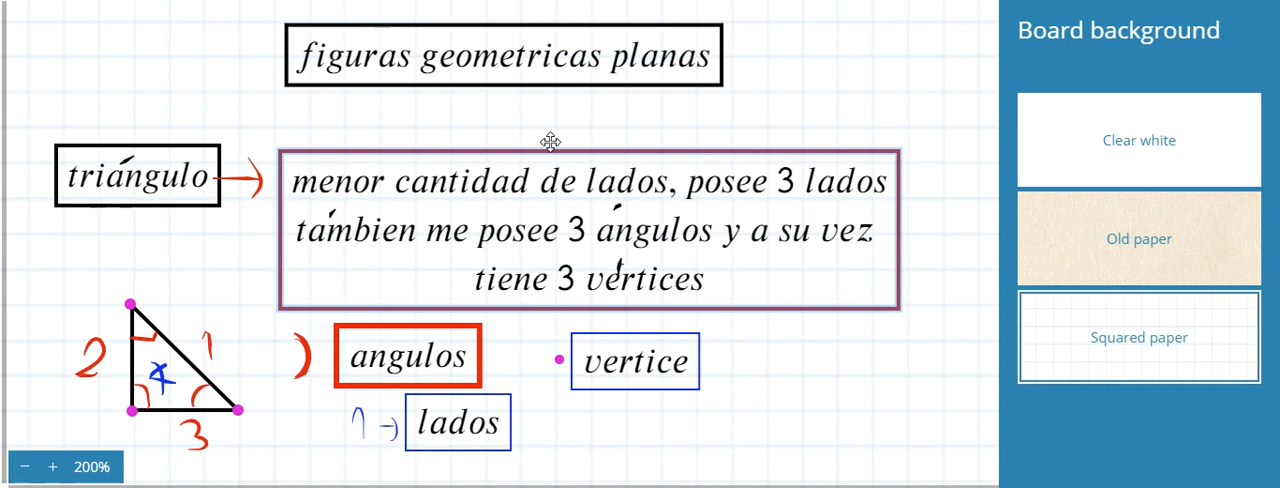 figuras geometricas planas
Board background
Clear white
triángulo
menor cantidad de lados, posee 3 lados
también me posee 3 ángulos y a su vez
tiene 3 vértices
Old paper
Squared paper
2
1
3
) angulos
vertice
1 → lados
− + 200%